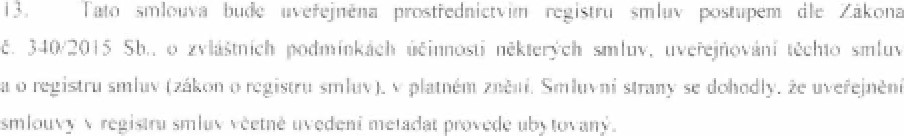 13. Tato smlouva bude uveřejněna prostřednictvím registru smluv postupem dle Zákona
č. 340/2015 Sb., o zvláštních podmínkách účinnosti některých smluv, uveřejňování těchto smluv
a o registru smluv (zákon o registru smluv), v platném znění. Smluvní strany se dohodly, že uveřejnění
smlouvy v registru smluv včetně uvedení metadat provede ubytovaný.